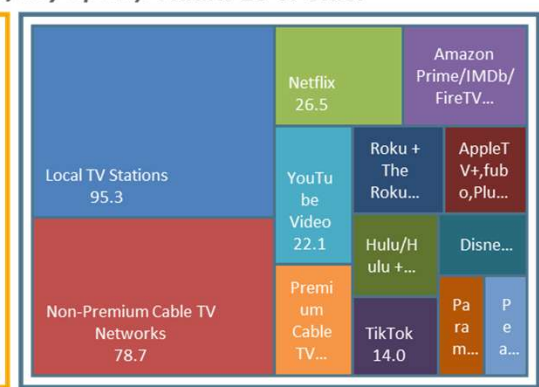 Local TV Stations
95.3
Non-Premium Cable TV
Networks
78.7
Netflix
26.5
Amazon
Prime/IMDb/
FireTV...
YouTu
be
Video
22.1
Roku +
The
Roku...
AppleT
V+,fub
o,Plu...
Hulu/H
ulu +...
Disne...
Premi
um
Cable
TV...
TikTok
14.0
Pa
ra
m...
P
e
a...